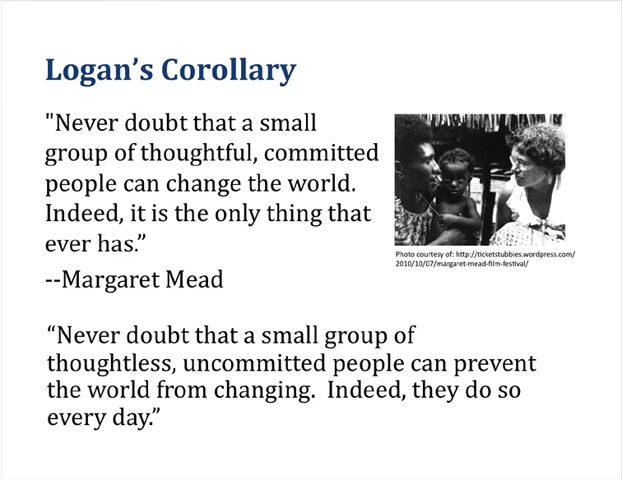 Logan’s Corollary
"Never doubt that a small
group of thoughtful, committed
people can change the world.
Indeed, it is the only thing that
ever has.”
--Margaret Mead
Photo courtesy of: http://ticketstubbies.wordpress.com/
2010/10/07/margaret-mead-film-festival/
“Never doubt that a small group of
thoughtless, uncommitted people can prevent
the world from changing.  Indeed, they do so
every day.”